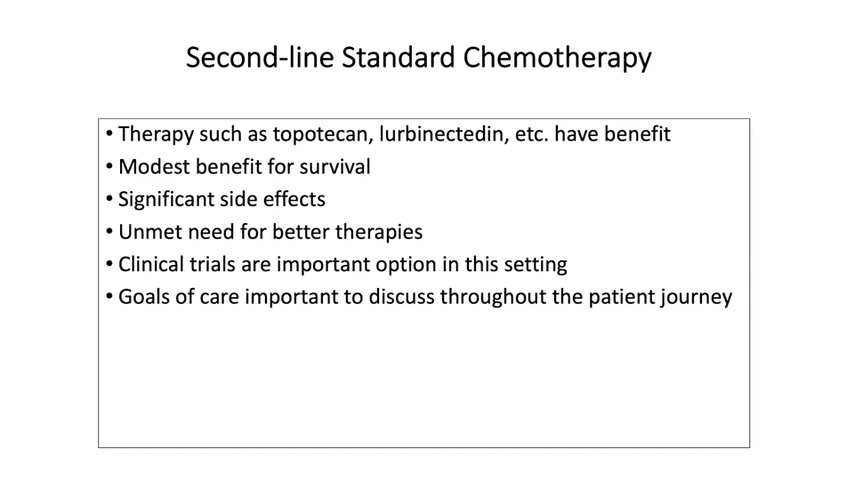 Second-line Standard Chemotherapy
• Therapy such as topotecan, lurbinectedin, etc. have benefit
• Modest benefit for survival
• Significant side effects
• Unmet need for better therapies
• Clinical trials are important option in this setting
• Goals of care important to discuss throughout the patient journey